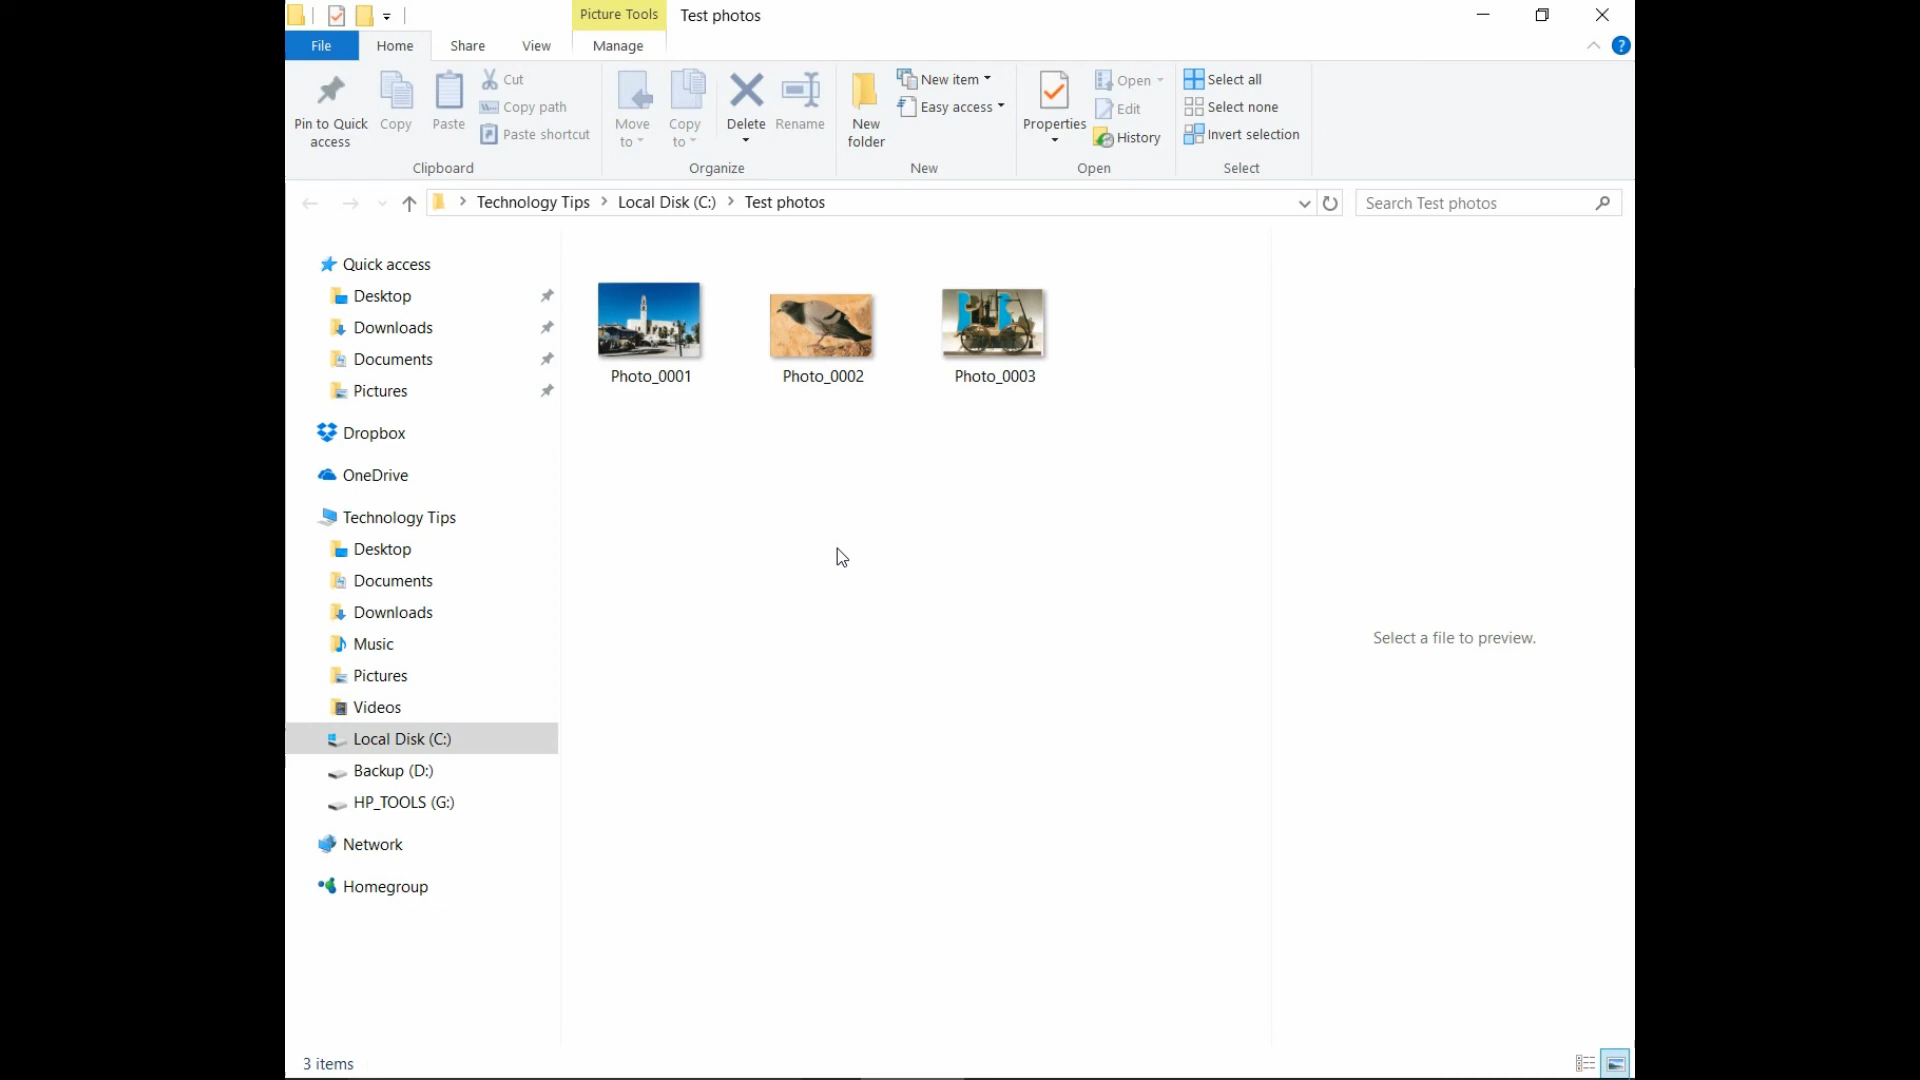 Picture Tools
Test photos
File
Home
Share
View
Manage
?
Pin to Quick access
Copy
Paste
Cut
Copy path
Paste shortcut
Clipboard
Move to
Copy to
Delete
Rename
Organize
New folder
New item
Easy access
New
Properties
Open
Edit
History
Open
Select all
Select none
Invert selection
Select
Technology Tips
Local Disk (C:)
Test photos
Search Test photos
Quick access
Desktop
Downloads
Documents
Pictures
Dropbox
OneDrive
Technology Tips
Desktop
Documents
Downloads
Music
Pictures
Videos
Local Disk (C:)
Backup (D:)
HP_TOOLS (G:)
Network
Homegroup
Photo_0001
Photo_0002
Photo_0003
Select a file to preview.
3 items